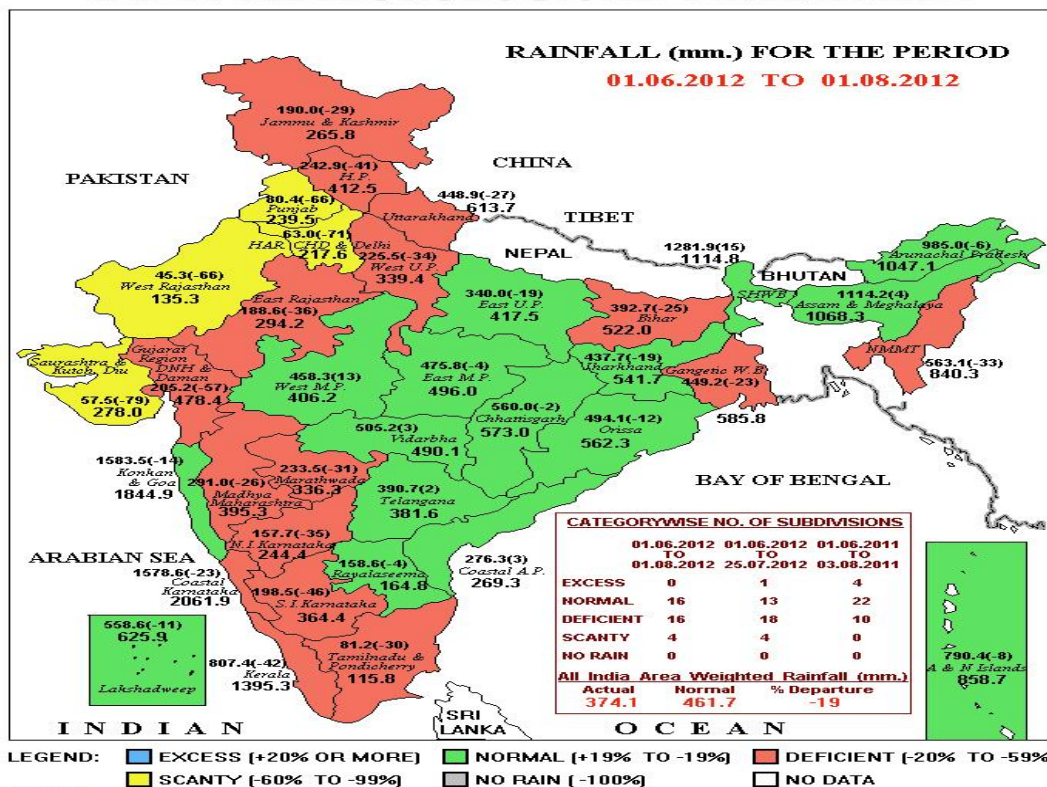 RAINFALL (mm.) FOR THE PERIOD
01.06.2012 TO 01.08.2012
190.0(-29)
Jammu & Kashmir
265.8
CHINA
242.9(-41)
H.P.
412.5
PAKISTAN
448.9(-27)
613.7
80.4(-66)
Punjab
239.5
Uttarakhand
TIBET
63.0(-71)
HAR. CHD & Delhi
217.6
NEPAL
225.5(-34)
West U.P.
339.4
1281.9(15)
1114.8
SHWB
BHUTAN
985.0(-6)
Arunachal Pradesh
1047.1
1114.2(4)
Assam & Meghalaya
1068.3
45.3(-66)
West Rajasthan
135.3
East Rajasthan
188.6(-36)
294.2
340.0(-19)
East U.P.
417.5
392.7(-25)
Bihar
522.0
NMMT
563.1(-33)
840.3
Saurashtra &
Kutch, Diu
57.5(-79)
278.0
Gujarat
Region
DNH &
Daman
205.2(-57)
478.4
458.3(13)
West M.P.
406.2
475.8(-4)
East M.P.
496.0
437.7(-19)
Jharkhand
541.7
Gangetic W.B.
449.2(-23)
585.8
560.0(-2)
Chhattisgarh
573.0
494.1(-12)
Orissa
562.3
505.2(3)
Vidarbha
490.1
1583.5(-14)
Konkan
& Goa
1844.9
291.0(-26)
Madhya
Maharashtra
395.3
233.5(-31)
Marathwada
336.3
390.7(2)
Telangana
381.6
BAY OF BENGAL
ARABIAN SEA
157.7(-35)
N.I.Karnataka
244.4
158.6(-4)
Rayalaseema
164.8
276.3(3)
Coastal A.P.
269.3
1578.6(-23)
Coastal
Karnataka
2061.9
198.5(-46)
S.I.Karnataka
364.4
558.6(-11)
625.9
Lakshadweep
807.4(-42)
Kerala
1395.3
81.2(-30)
Tamilnadu &
Pondicherry
115.8
CATEGORYWISE NO. OF SUBDIVISIONS
01.06.2012 01.06.2012 01.06.2011
TO TO TO
01.08.2012 25.07.2012 03.08.2011
EXCESS 0 1 4
NORMAL 16 13 22
DEFICIENT 16 18 10
SCANTY 4 4 0
NO RAIN 0 0 0
All India Area Weighted Rainfall (mm.)
Actual Normal % Departure
374.1 461.7 -19
790.4(-8)
A & N Islands
858.7
SRI
LANKA
INDIAN OCEAN
LEGEND: EXCESS [+20% OR MORE] NORMAL [+19% TO -19%] DEFICIENT [-20% TO -59%
SCANTY [-60% TO -99%] NO RAIN [-100%] NO DATA